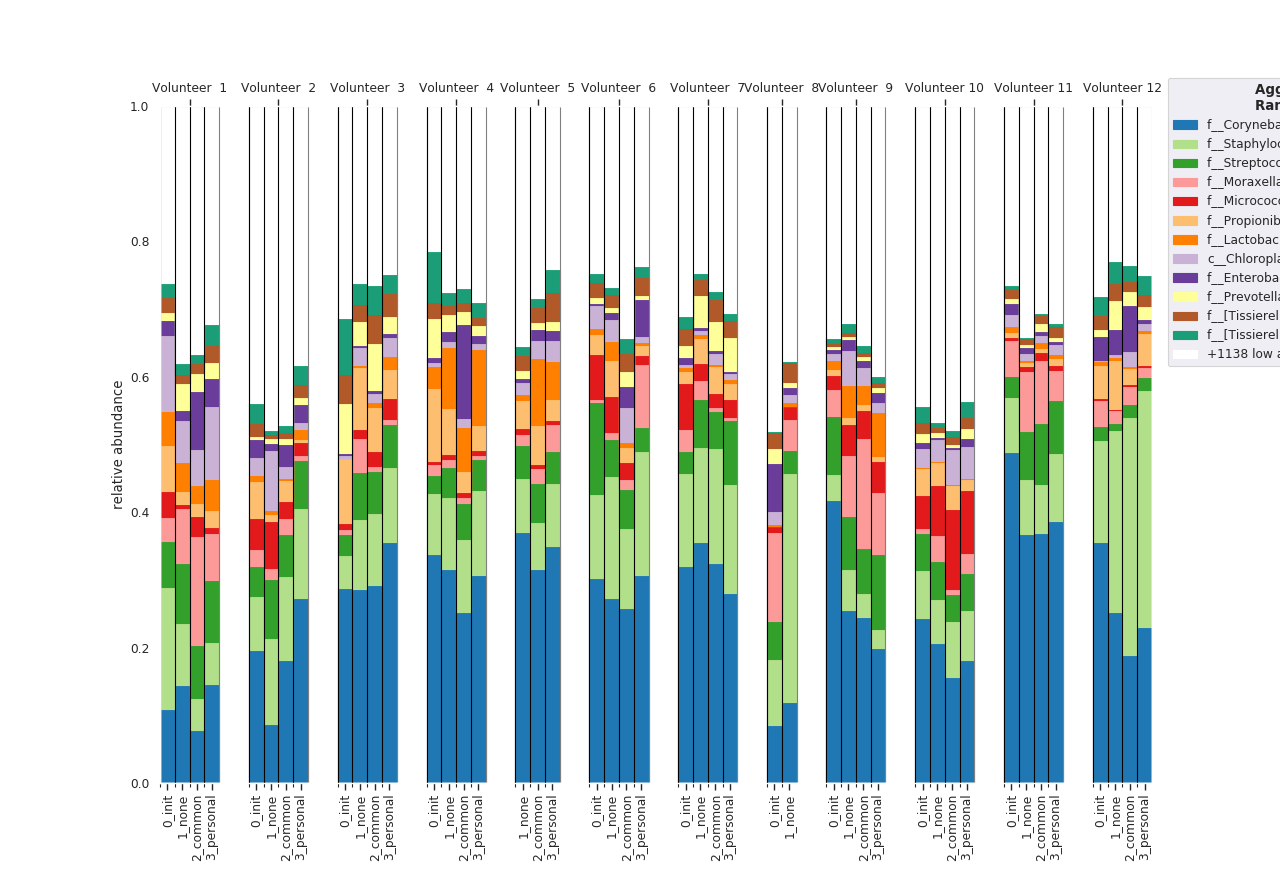 Volunteer  1 Volunteer  2 Volunteer  3 Volunteer  4 Volunteer  5 Volunteer  6 Volunteer  7 Volunteer  8 Volunteer  9 Volunteer 10 Volunteer 11 Volunteer 12
1.0
0.8
0.6
0.4
0.2
0.0
relative abundance
0_init 1_none 2_common 3_personal 0_init 1_none 2_common 3_personal 0_init 1_none 2_common 3_personal 0_init 1_none 2_common 3_personal 1_none 2_common 3_personal 0_init 1_none 2_common 3_personal 0_init 1_none 2_common 3_personal 0_init 1_none 0_init 1_none 2_common 3_personal 0_init 1_none 2_common 3_personal 0_init 1_none 2_common 3_personal 0_init 1_none 2_common 3_personal
Agg
Ran
f__Coryneba
f__Staphyloc
f__Streptoco
f__Moraxella
f__Micrococ
f__Propionib
f__Lactobac
c__Chloropla
f__Enteroba
f__Prevotella
f__[Tissierel
f__[Tissierel
+1138 low a